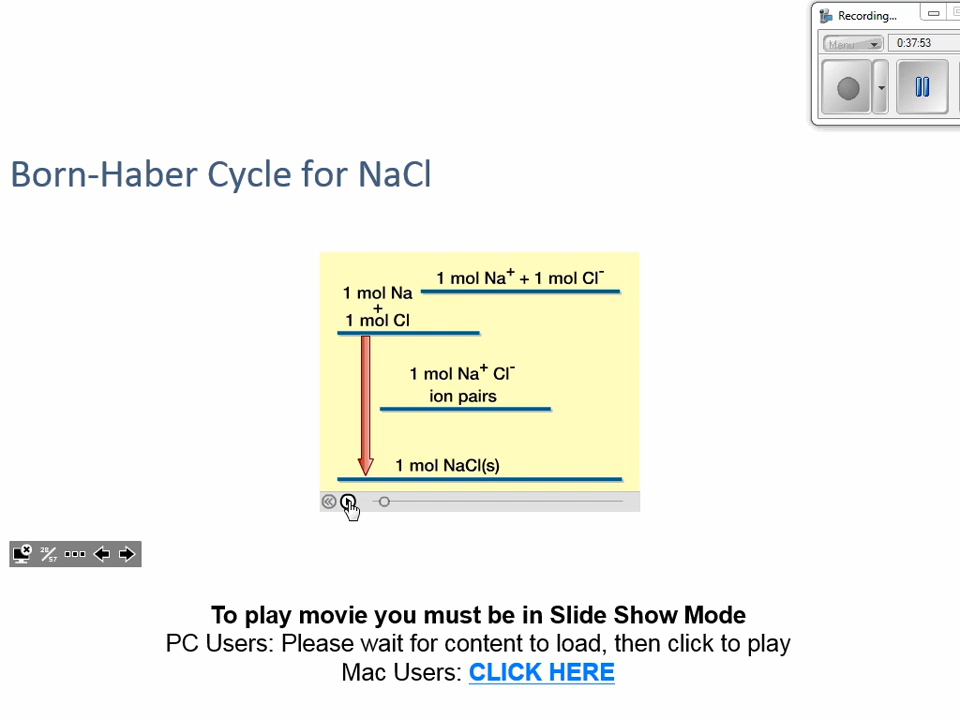 Recording...
Menu
0:37:53
Born-Haber Cycle for NaCl
1 mol Na⁺ + 1 mol Cl⁻
1 mol Na
+
1 mol Cl
1 mol Na⁺ Cl⁻
ion pairs
1 mol NaCl(s)
28/57
To play movie you must be in Slide Show Mode
PC Users: Please wait for content to load, then click to play
Mac Users: CLICK HERE